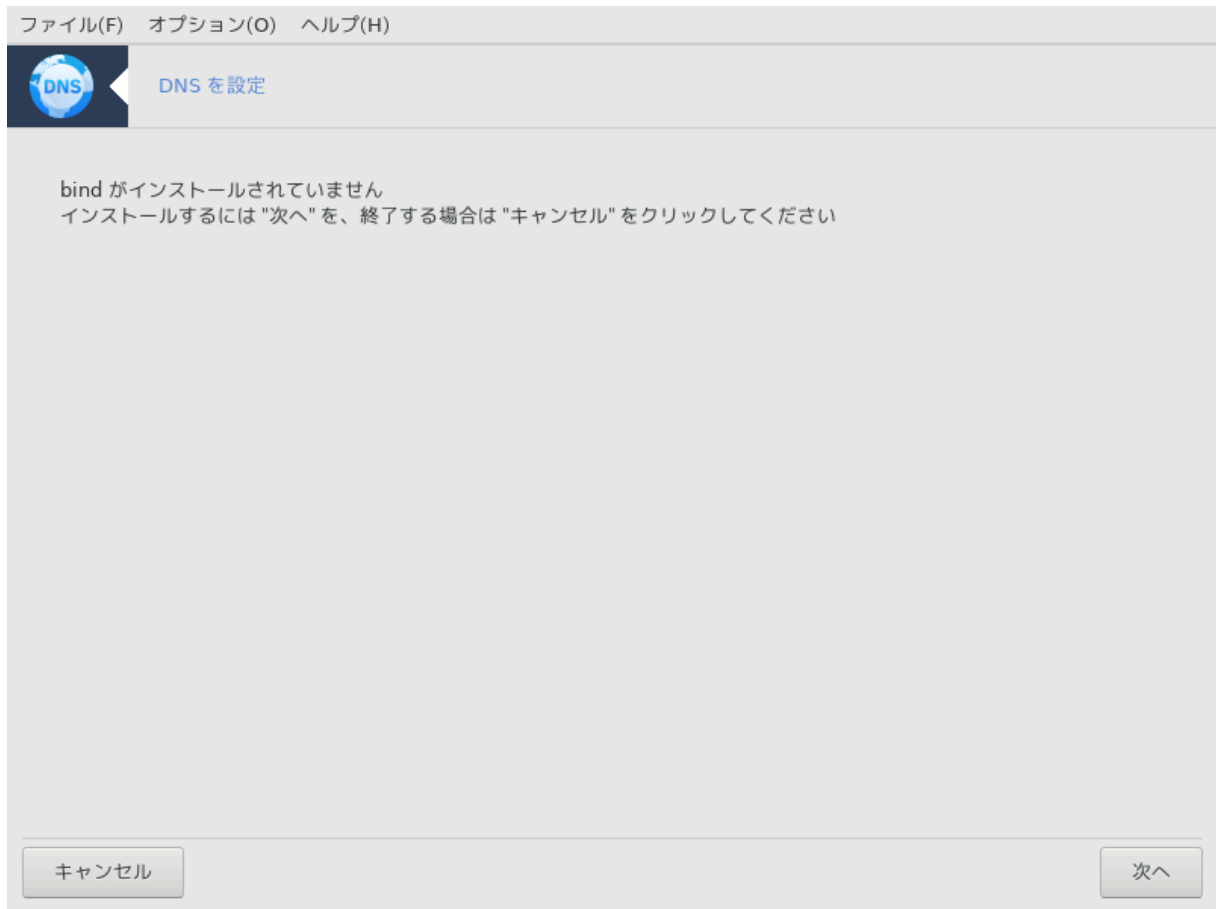 ファイル(F) オプション(O) ヘルプ(H)
DNS
DNS を設定
bind がインストールされていません
インストールするには "次へ" を、終了する場合は "キャンセル" をクリックしてください
キャンセル
次へ